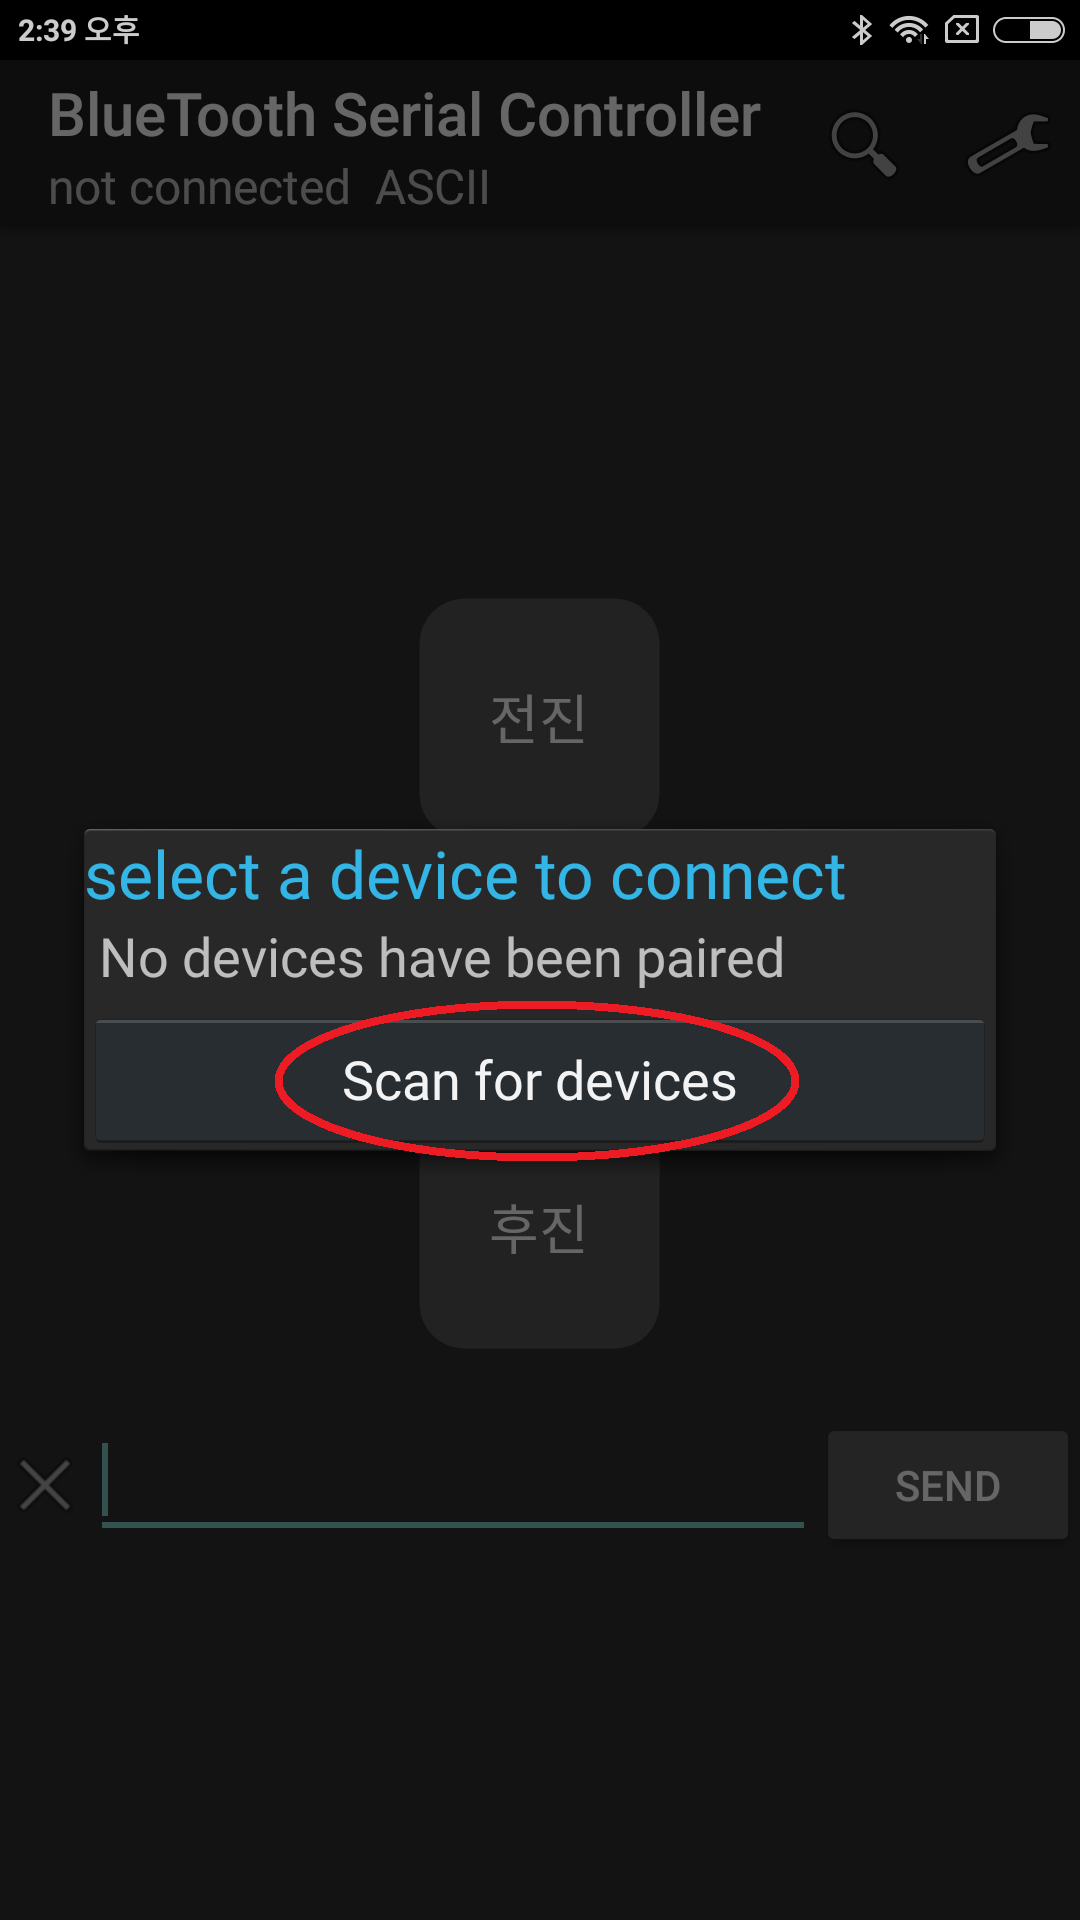 2:39 오후
BlueTooth Serial Controller
not connected ASCII
전진
select a device to connect
No devices have been paired
Scan for devices
후진
SEND